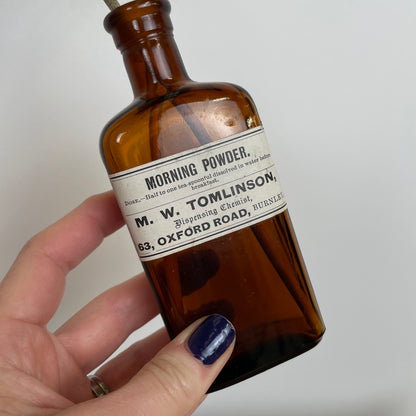 MORNING POWDER.
DOSE.—Half to one tea-spoonful dissolved in water before
breakfast.
M. W. TOMLINSON,
Dispensing Chemist,
63, OXFORD ROAD, BURNLEY